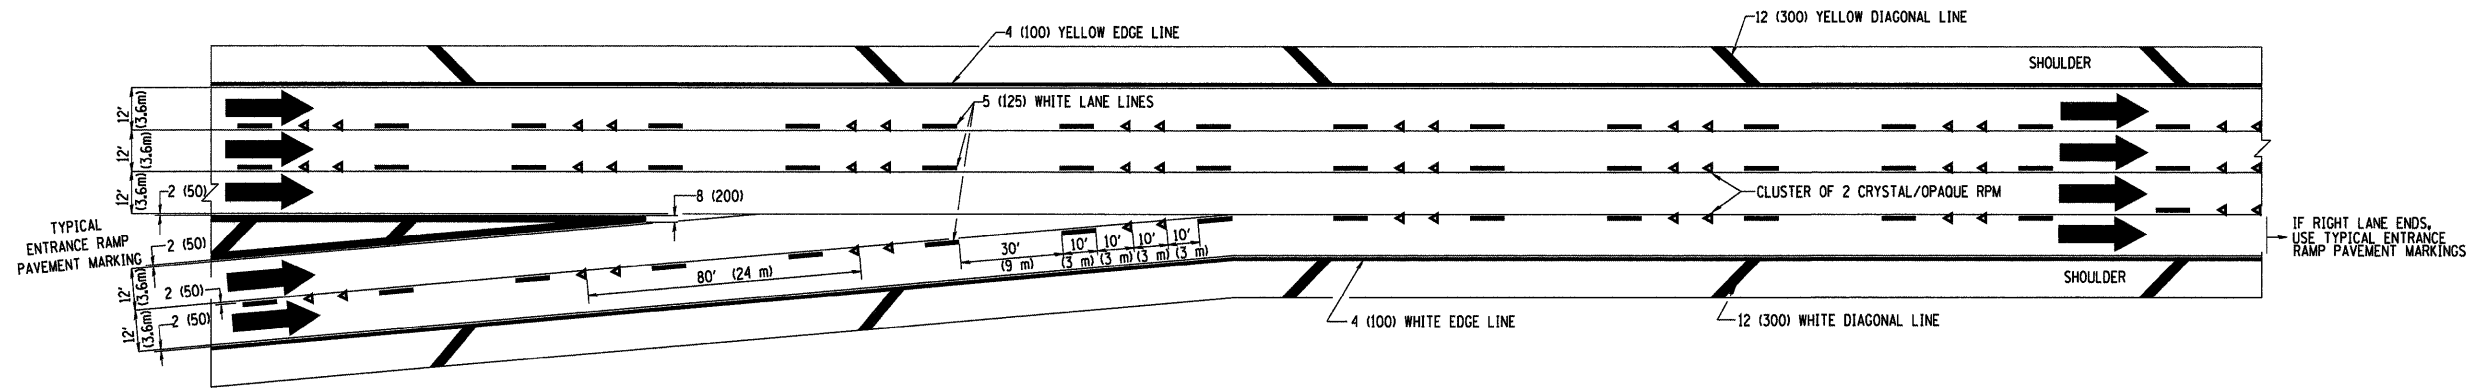 12 (300) YELLOW DIAGONAL LINE
4 (100) YELLOW EDGE LINE
SHOULDER
12'
(3.6m)
5 (125) WHITE LANE LINES
12'
(3.6m)
12'
(3.6m)
2 (50)
8 (200)
CLUSTER OF 2 CRYSTAL/OPAQUE RPM
TYPICAL
ENTRANCE RAMP
PAVEMENT MARKING
2 (50)
IF RIGHT LANE ENDS,
USE TYPICAL ENTRANCE
RAMP PAVEMENT MARKINGS
30'
(9 m)
10'
(3 m)
10'
(3 m)
10'
(3 m)
10'
(3 m)
80' (24 m)
12'
(3.6m)
2 (50)
SHOULDER
12'
(3.6m)
2 (50)
4 (100) WHITE EDGE LINE
12 (300) WHITE DIAGONAL LINE